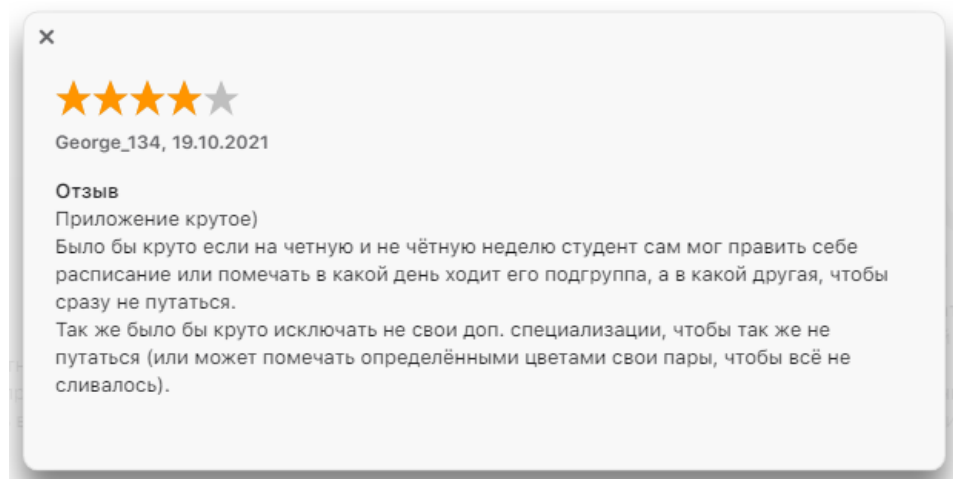 ×
George_134, 19.10.2021
Отзыв
Приложение крутое)
Было бы круто если на четную и не чётную неделю студент сам мог править себе
расписание или помечать в какой день ходит его подгруппа, а в какой другая, чтобы
сразу не путаться.
Так же было бы круто исключать не свои доп. специализации, чтобы так же не
путаться (или может помечать определёнными цветами свои пары, чтобы всё не
сливалось).